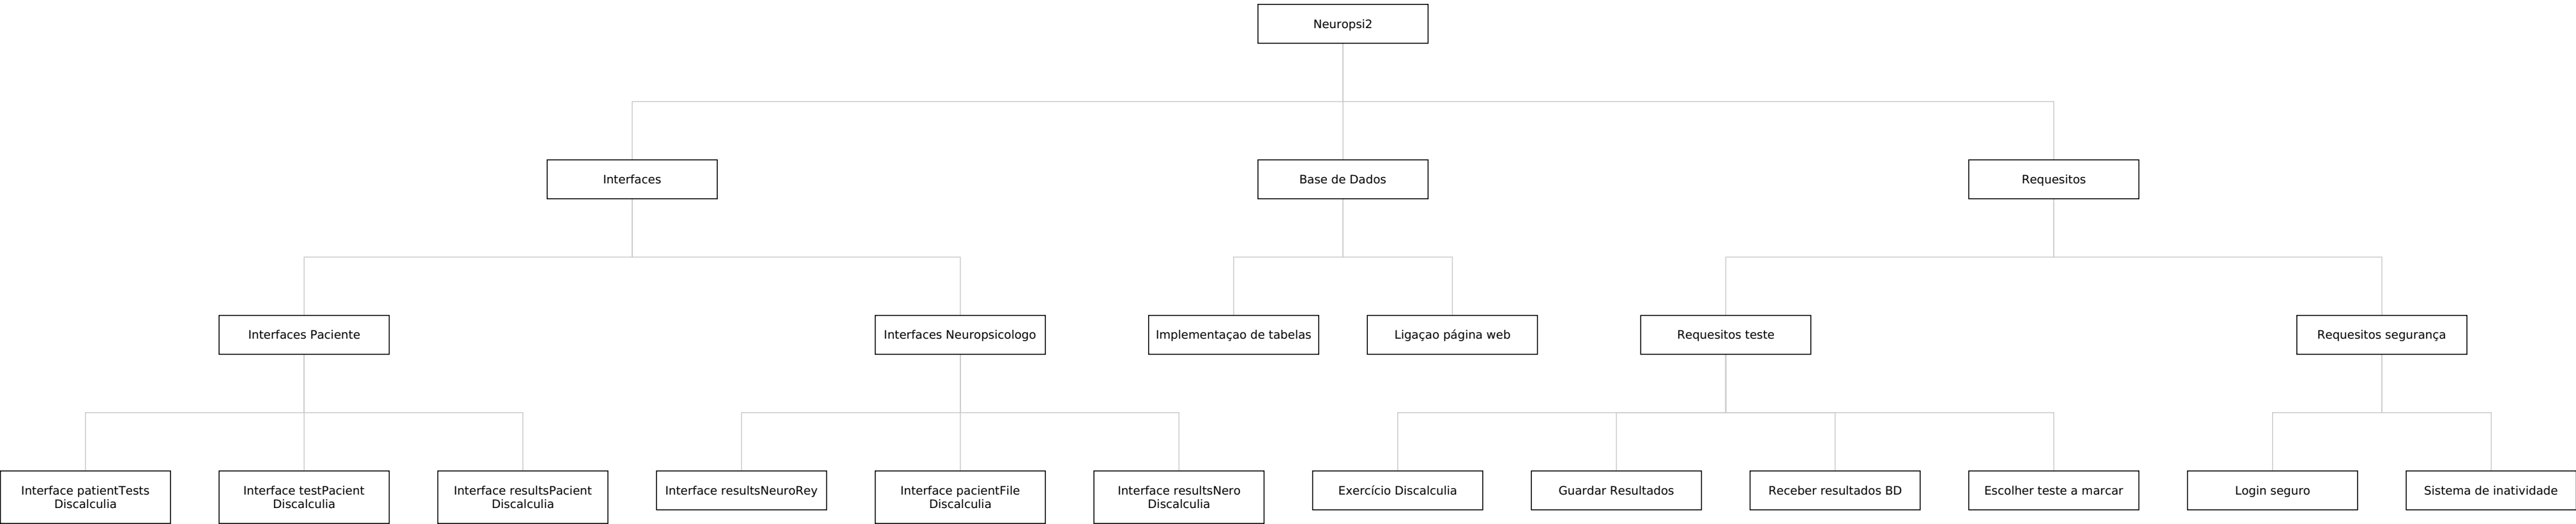 Neuropsi2
Interfaces
Base de Dados
Requesitos
Interfaces Paciente
Interfaces Neuropsicologo
Implementaçao de tabelas
Ligaçao página web
Requesitos teste
Requesitos segurança
Interface patientTests
Discalculia
Interface testPacient
Discalculia
Interface resultsPacient
Discalculia
Interface resultsNeuroRey
Interface pacientFile
Discalculia
Interface resultsNero
Discalculia
Exercício Discalculia
Guardar Resultados
Receber resultados BD
Escolher teste a marcar
Login seguro
Sistema de inatividade